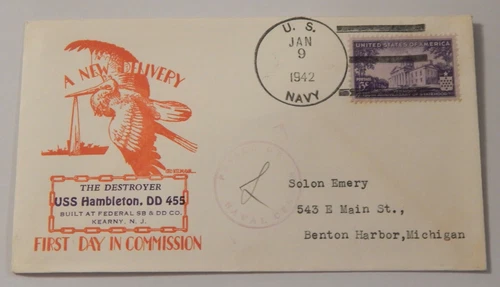 A NEW DELIVERY
THE DESTROYER
USS Hambleton, DD 455
BUILT AT FEDERAL SB & DD CO.
KEARNY, N. J.
FIRST DAY IN COMMISSION
U. S.
JAN
9
1942
NAVY
UNITED STATES OF AMERICA
Solon Emery
543 E Main St.,
Benton Harbor,Michigan